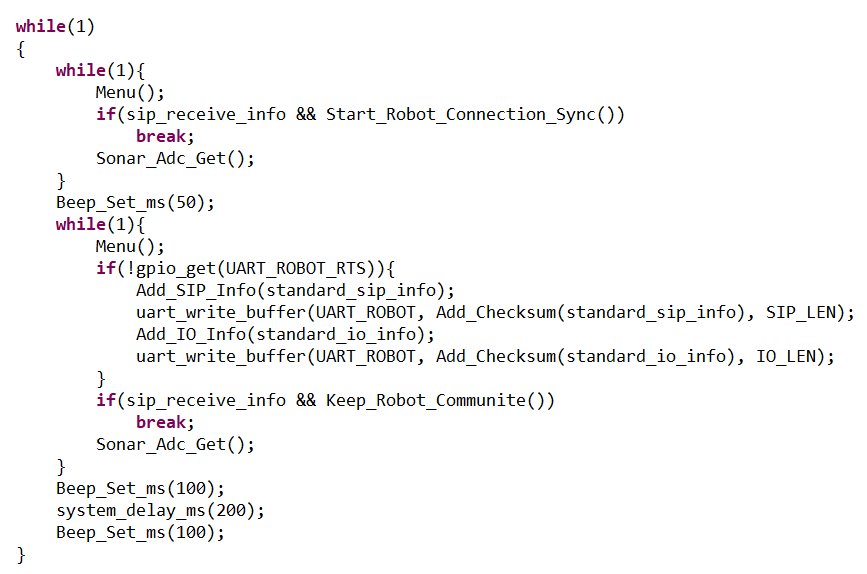 while(1)
{
    while(1){
        Menu();
        if(sip_receive_info && Start_Robot_Connection_Sync())
            break;
        Sonar_Adc_Get();
    }
    Beep_Set_ms(50);
    while(1){
        Menu();
        if(!gpio_get(UART_ROBOT_RTS)){
            Add_SIP_Info(standard_sip_info);
            uart_write_buffer(UART_ROBOT, Add_Checksum(standard_sip_info), SIP_LEN);
            Add_IO_Info(standard_io_info);
            uart_write_buffer(UART_ROBOT, Add_Checksum(standard_io_info), IO_LEN);
        }
        if(sip_receive_info && Keep_Robot_Communite())
            break;
        Sonar_Adc_Get();
    }
    Beep_Set_ms(100);
    system_delay_ms(200);
    Beep_Set_ms(100);
}